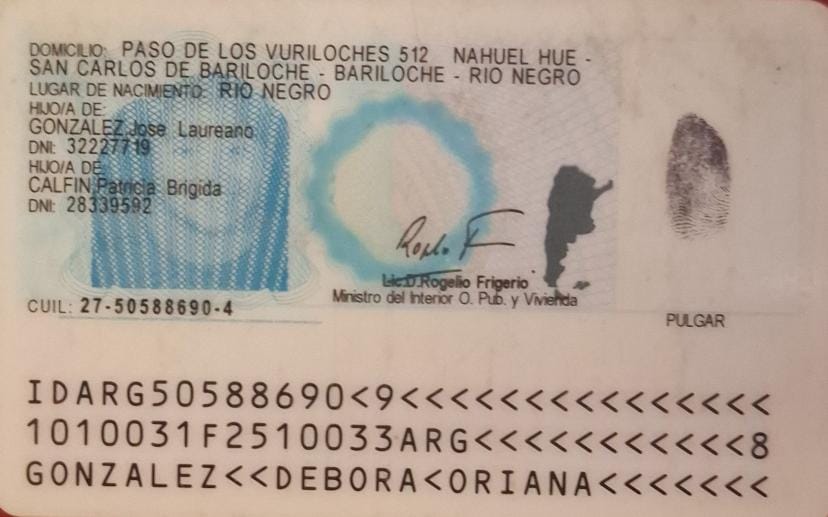 DOMICILIO: PASO DE LOS VURILOCHES 512 NAHUEL HUE -
SAN CARLOS DE BARILOCHE - BARILOCHE - RIO NEGRO
LUGAR DE NACIMIENTO: RIO NEGRO
HIJO/A DE:
GONZALEZ,Jose Laureano
DNI: 32227719
HIJO/A DE
CALFIN,Patricia Brigida
DNI: 28339592
Lic.D.Rogelio Frigerio
Ministro del Interior O. Pub. y Vivienda
CUIL: 27-50588690-4
PULGAR
IDARG50588690<9<<<<<<<<<<<<<<<
1010031F2510033ARG<<<<<<<<<<<8
GONZALEZ<<DEBORA<ORIANA<<<<<<<